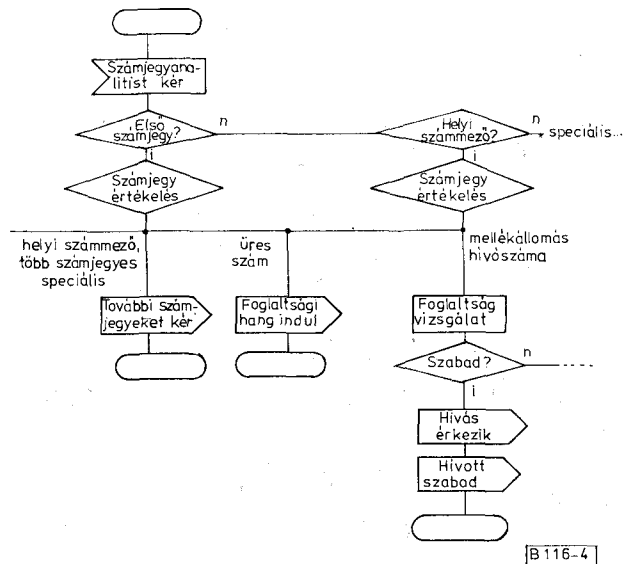 Számjegyana-
litist kér
Első
számjegy?
n
i
Helyi
számmező?
n
speciális...
i
Számjegy
értékelés
Számjegy
értékelés
helyi számmező,
több számjegyes
speciális
üres
szám
mellékállomás
hívószáma
További szám-
jegyeket kér
Foglaltsági
hang indul
Foglaltság
vizsgálat
Szabad?
n
i
Hívás
érkezik
Hívott
szabad
B 116-4